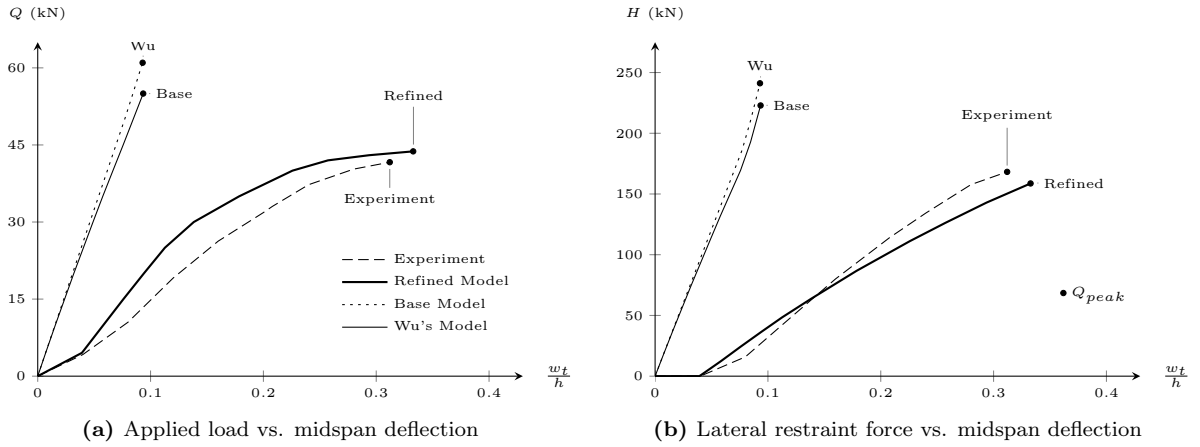 Q (kN)
60
45
30
15
0
0
0.1
0.2
0.3
0.4
w_t
h
Wu
Base
Refined
Experiment
Experiment
Refined Model
Base Model
Wu's Model
(a) Applied load vs. midspan deflection
H (kN)
250
200
150
100
50
0
0
0.1
0.2
0.3
0.4
w_t
h
Wu
Base
Experiment
Refined
Q_peak
(b) Lateral restraint force vs. midspan deflection